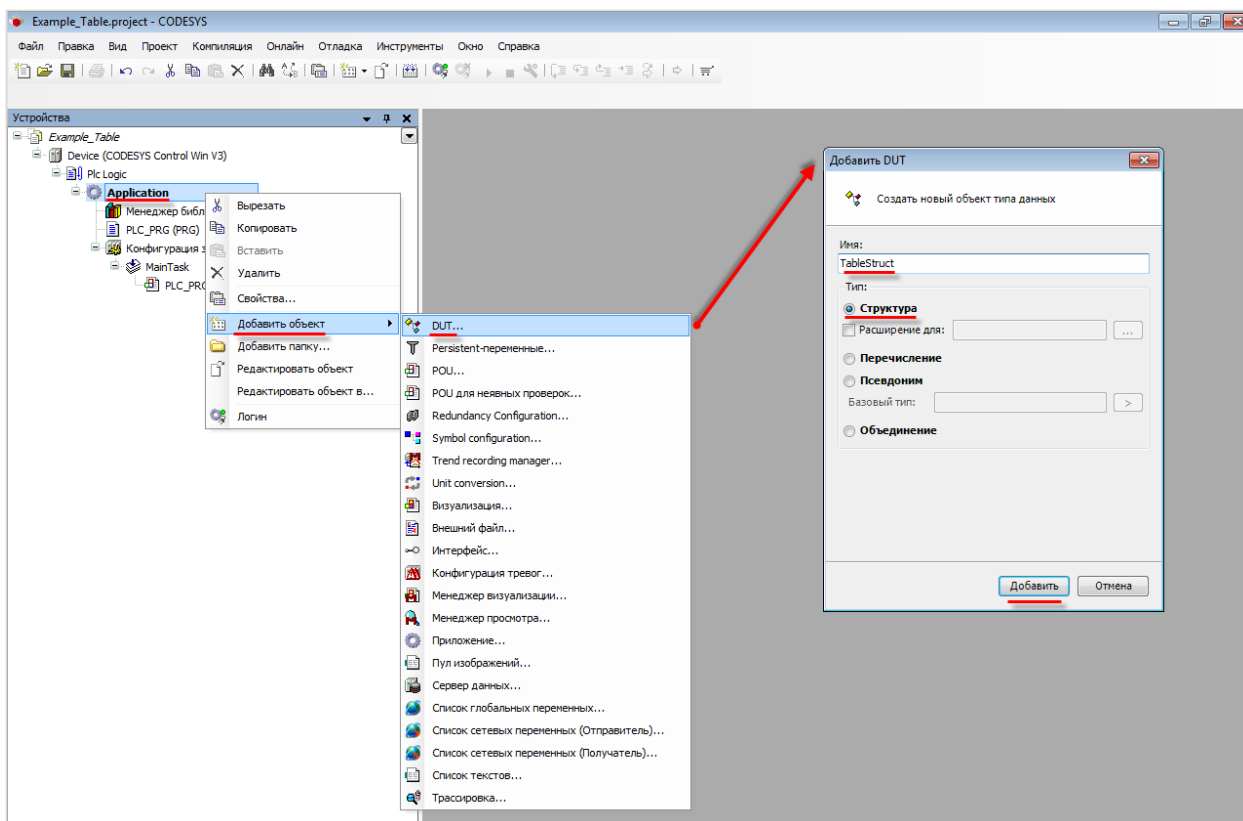 Example_Table.project - CODESYS
Файл Правка Вид Проект Компиляция Онлайн Отладка Инструменты Окно Справка
Устройства
Example_Table
Device (CODESYS Control Win V3)
Plc Logic
Application
Менеджер библ
PLC_PRG (PRG)
Конфигурация з
MainTask
PLC_PRG
Вырезать
Копировать
Вставить
Удалить
Свойства...
Добавить объект
Добавить папку...
Редактировать объект
Редактировать объект в...
Логин
DUT...
Persistent-переменные...
POU...
POU для неявных проверок...
Redundancy Configuration...
Symbol configuration...
Trend recording manager...
Unit conversion...
Визуализация...
Внешний файл...
Интерфейс...
Конфигурация тревог...
Менеджер визуализации...
Менеджер просмотра...
Приложение...
Пул изображений...
Сервер данных...
Список глобальных переменных...
Список сетевых переменных (Отправитель)...
Список сетевых переменных (Получатель)...
Список текстов...
Трассировка...
Добавить DUT
Создать новый объект типа данных
Имя:
TableStruct
Тип:
Структура
Расширение для:
...
Перечисление
Псевдоним
Базовый тип:
>
Объединение
Добавить Отмена